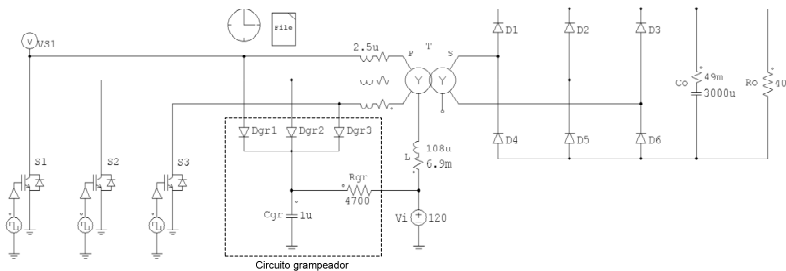 V
VS1
File
2.5u
P
T
S
Y
Y
D1
D2
D3
Co
49m
3000u
Ro
40
Dgr1
Dgr2
Dgr3
D4
D5
D6
L
108u
6.9m
S1
S2
S3
Rgr
4700
Cgr
1u
Vi
120
Circuito grampeador